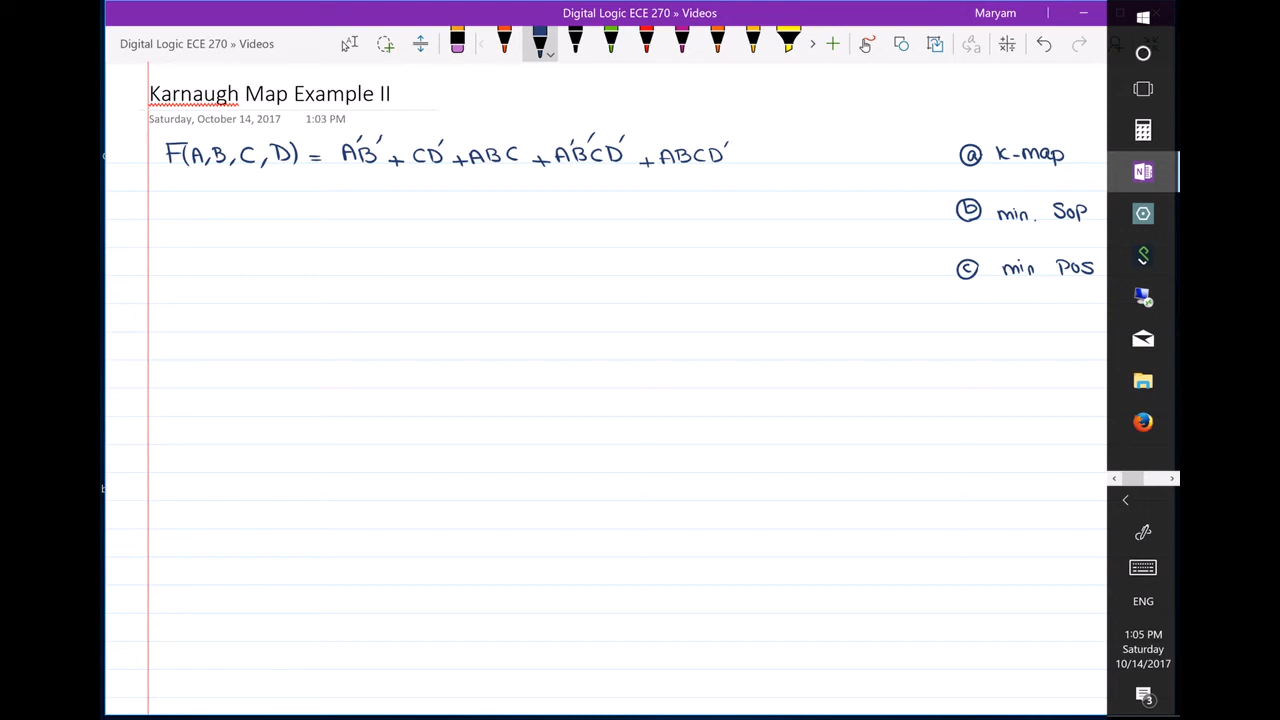 Digital Logic ECE 270 » Videos
Maryam
Digital Logic ECE 270 » Videos
Karnaugh Map Example II
Saturday, October 14, 2017 1:03 PM
F(A,B,C,D) = A'B' + CD' + ABC + A'B'CD' + ABCD'
ⓐ K-map
ⓑ min. SOP
ⓒ min POS
ENG
1:05 PM
Saturday
10/14/2017
3